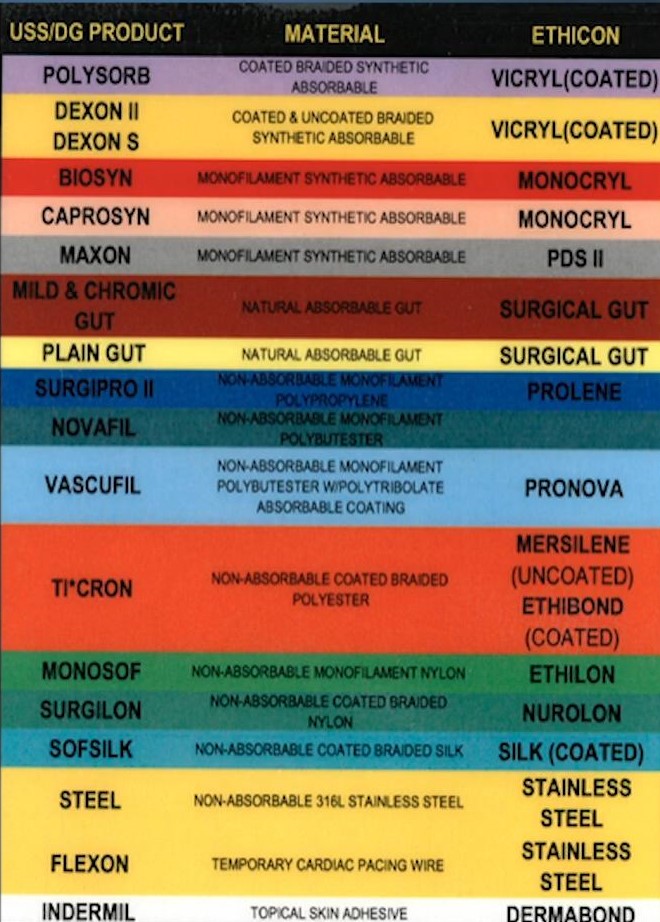 USS/DG PRODUCT MATERIAL ETHICON
POLYSORB COATED BRAIDED SYNTHETIC ABSORBABLE VICRYL(COATED)
DEXON II
DEXON S COATED & UNCOATED BRAIDED SYNTHETIC ABSORBABLE VICRYL(COATED)
BIOSYN MONOFILAMENT SYNTHETIC ABSORBABLE MONOCRYL
CAPROSYN MONOFILAMENT SYNTHETIC ABSORBABLE MONOCRYL
MAXON MONOFILAMENT SYNTHETIC ABSORBABLE PDS II
MILD & CHROMIC GUT NATURAL ABSORBABLE GUT SURGICAL GUT
PLAIN GUT NATURAL ABSORBABLE GUT SURGICAL GUT
SURGIPRO II NON-ABSORBABLE MONOFILAMENT POLYPROPYLENE PROLENE
NOVAFIL NON-ABSORBABLE MONOFILAMENT POLYBUTESTER
VASCUFIL NON-ABSORBABLE MONOFILAMENT POLYBUTESTER W/POLYTRIBOLATE ABSORBABLE COATING PRONOVA
TI*CRON NON-ABSORBABLE COATED BRAIDED POLYESTER MERSILENE (UNCOATED) ETHIBOND (COATED)
MONOSOF NON-ABSORBABLE MONOFILAMENT NYLON ETHILON
SURGILON NON-ABSORBABLE COATED BRAIDED NYLON NUROLON
SOFSILK NON-ABSORBABLE COATED BRAIDED SILK SILK (COATED)
STEEL NON-ABSORBABLE 316L STAINLESS STEEL STAINLESS STEEL
FLEXON TEMPORARY CARDIAC PACING WIRE STAINLESS STEEL
INDERMIL TOPICAL SKIN ADHESIVE DERMABOND